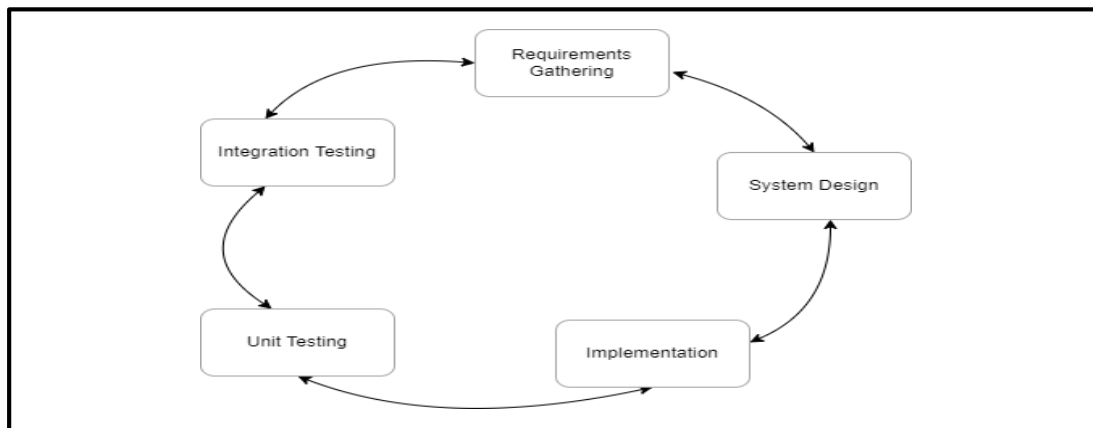 Requirements
Gathering
Integration Testing
System Design
Unit Testing
Implementation